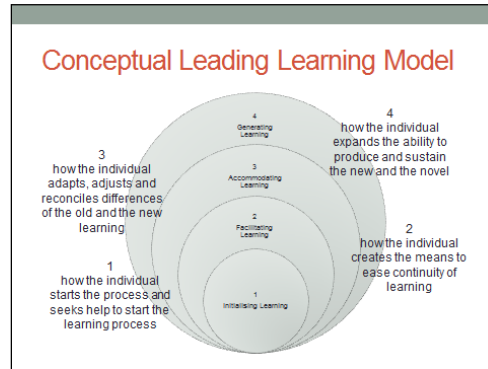 Conceptual Leading Learning Model
4
Generating
Learning
3
Accommodating
Learning
2
Facilitating
Learning
1
Initialising Learning
4
how the individual
expands the ability to
produce and sustain
the new and the novel
3
how the individual
adapts, adjusts and
reconciles differences
of the old and the new
learning
2
how the individual
creates the means to
ease continuity of
learning
1
how the individual
starts the process and
seeks help to start the
learning process